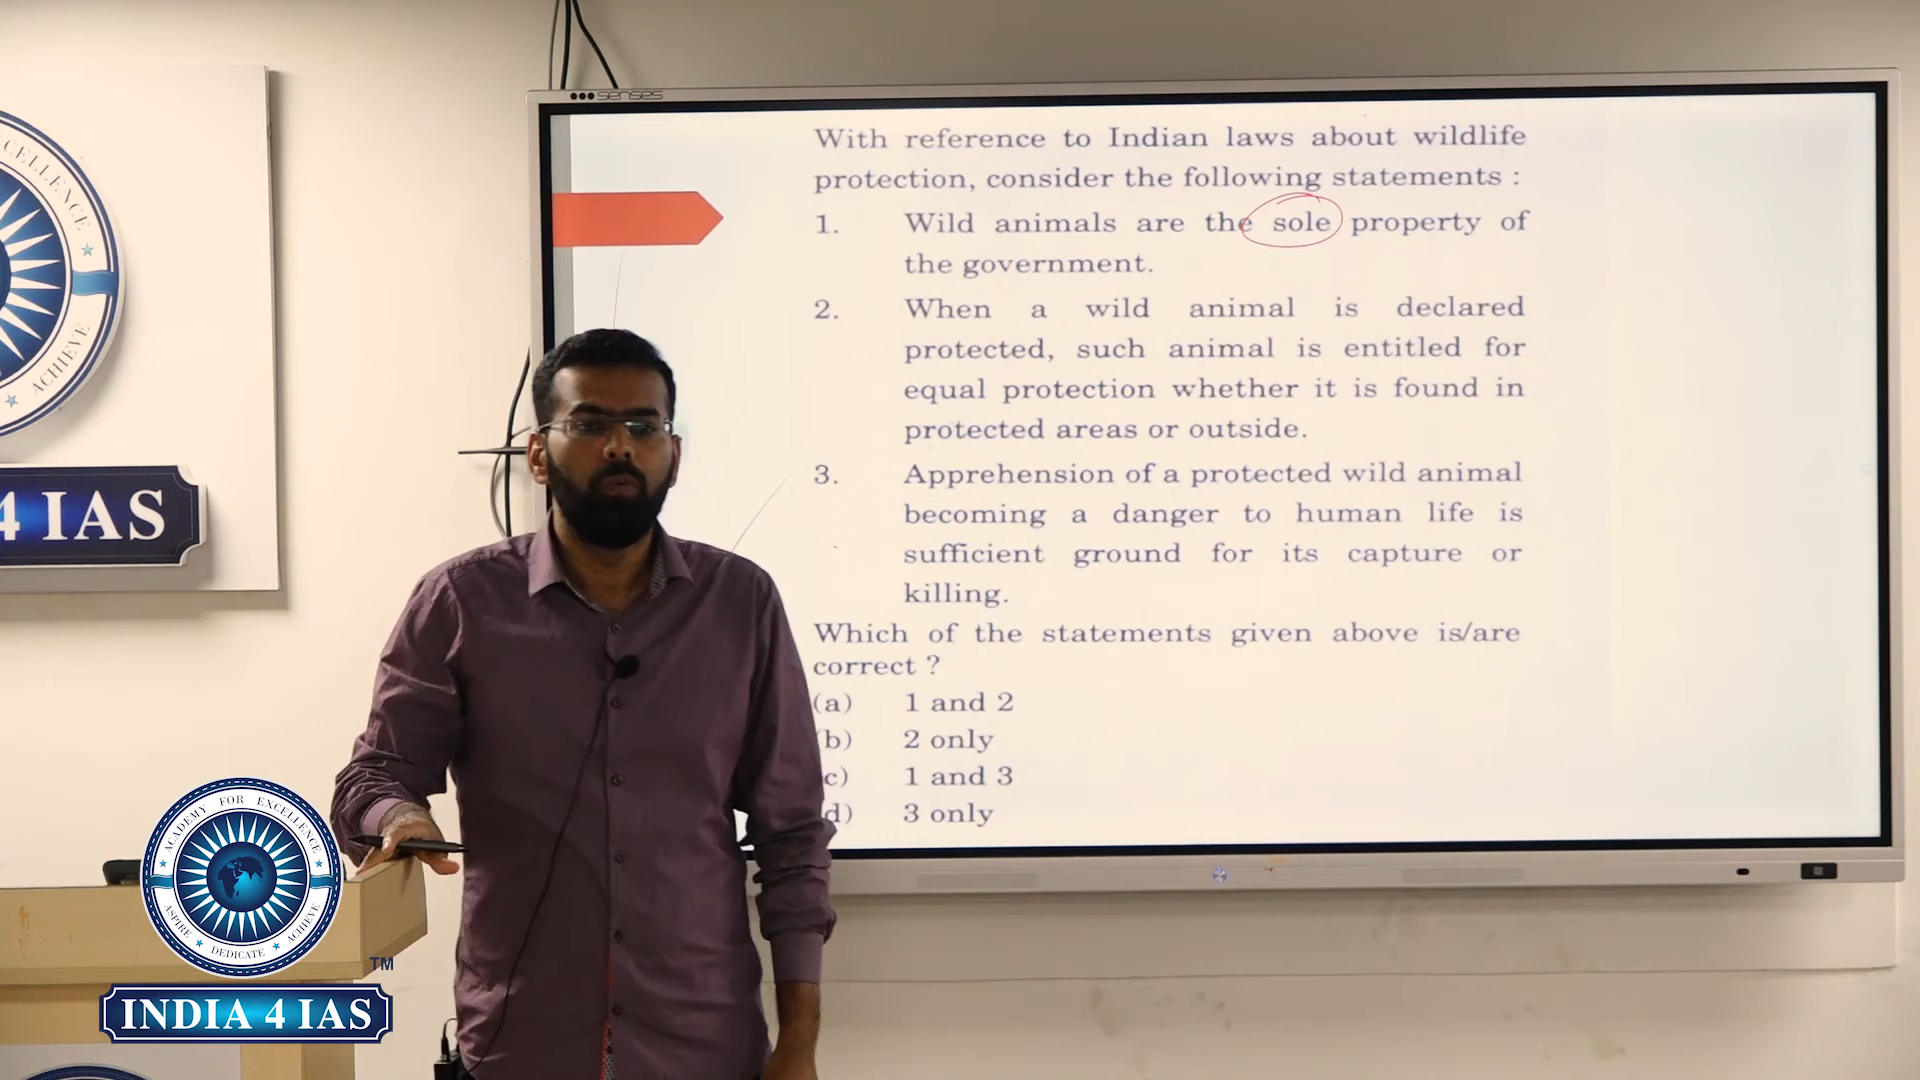 senses
With reference to Indian laws about wildlife
protection, consider the following statements :
1. Wild animals are the sole property of
the government.
2. When a wild animal is declared
protected, such animal is entitled for
equal protection whether it is found in
protected areas or outside.
3. Apprehension of a protected wild animal
becoming a danger to human life is
sufficient ground for its capture or
killing.
Which of the statements given above is/are
correct ?
(a) 1 and 2
(b) 2 only
c) 1 and 3
d) 3 only
CELLENCE
ACHIEVE
4 IAS
ACADEMY FOR EXCELLENCE
ASPIRE DEDICATE ACHIEVE
TM
INDIA 4 IAS